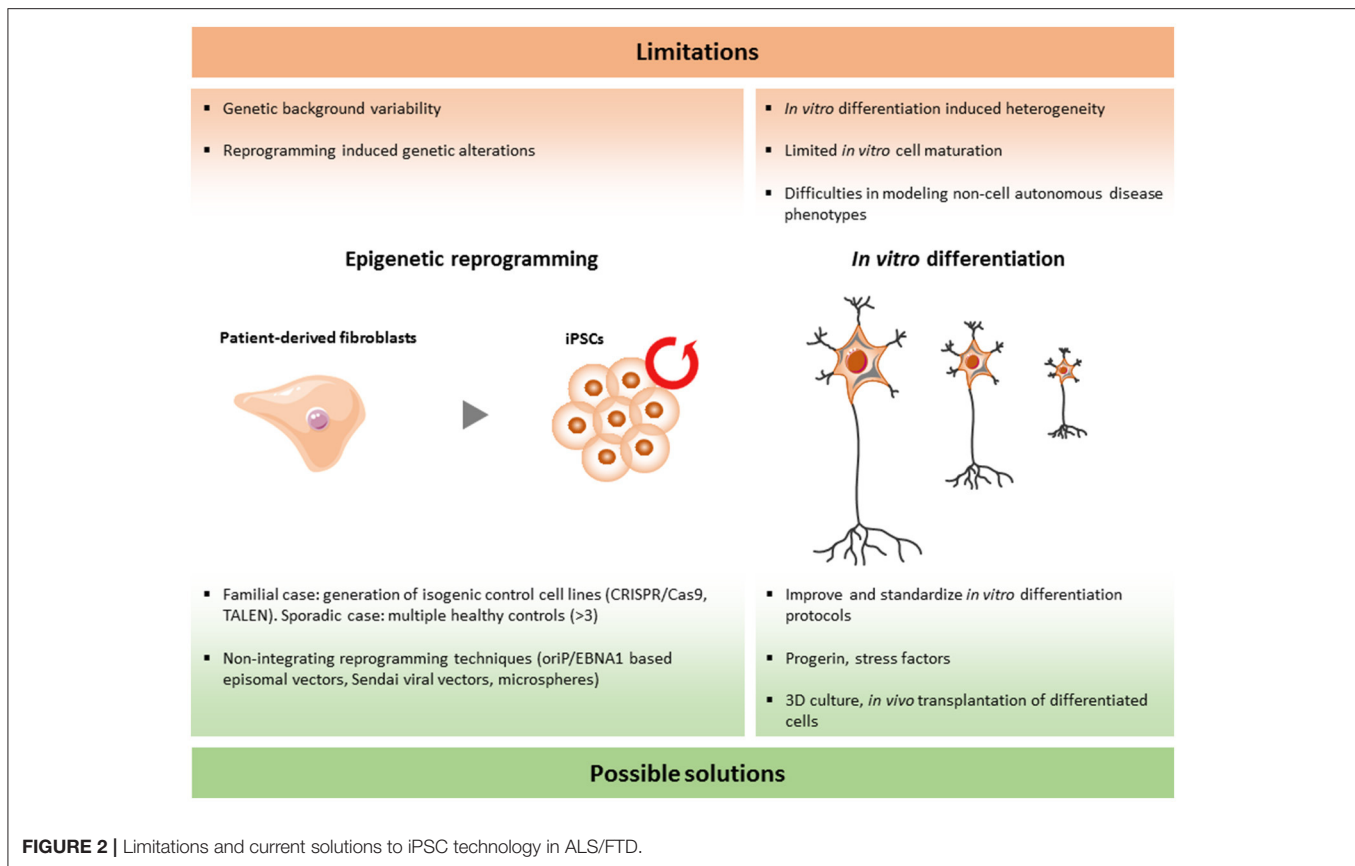 Limitations
▪ Genetic background variability
▪ Reprogramming induced genetic alterations
▪ In vitro differentiation induced heterogeneity
▪ Limited in vitro cell maturation
▪ Difficulties in modeling non-cell autonomous disease
phenotypes
Epigenetic reprogramming
Patient-derived fibroblasts
iPSCs
In vitro differentiation
▪ Familial case: generation of isogenic control cell lines (CRISPR/Cas9,
TALEN). Sporadic case: multiple healthy controls (>3)
▪ Non-integrating reprogramming techniques (oriP/EBNA1 based
episomal vectors, Sendai viral vectors, microspheres)
▪ Improve and standardize in vitro differentiation
protocols
▪ Progerin, stress factors
▪ 3D culture, in vivo transplantation of differentiated
cells
Possible solutions
FIGURE 2 | Limitations and current solutions to iPSC technology in ALS/FTD.